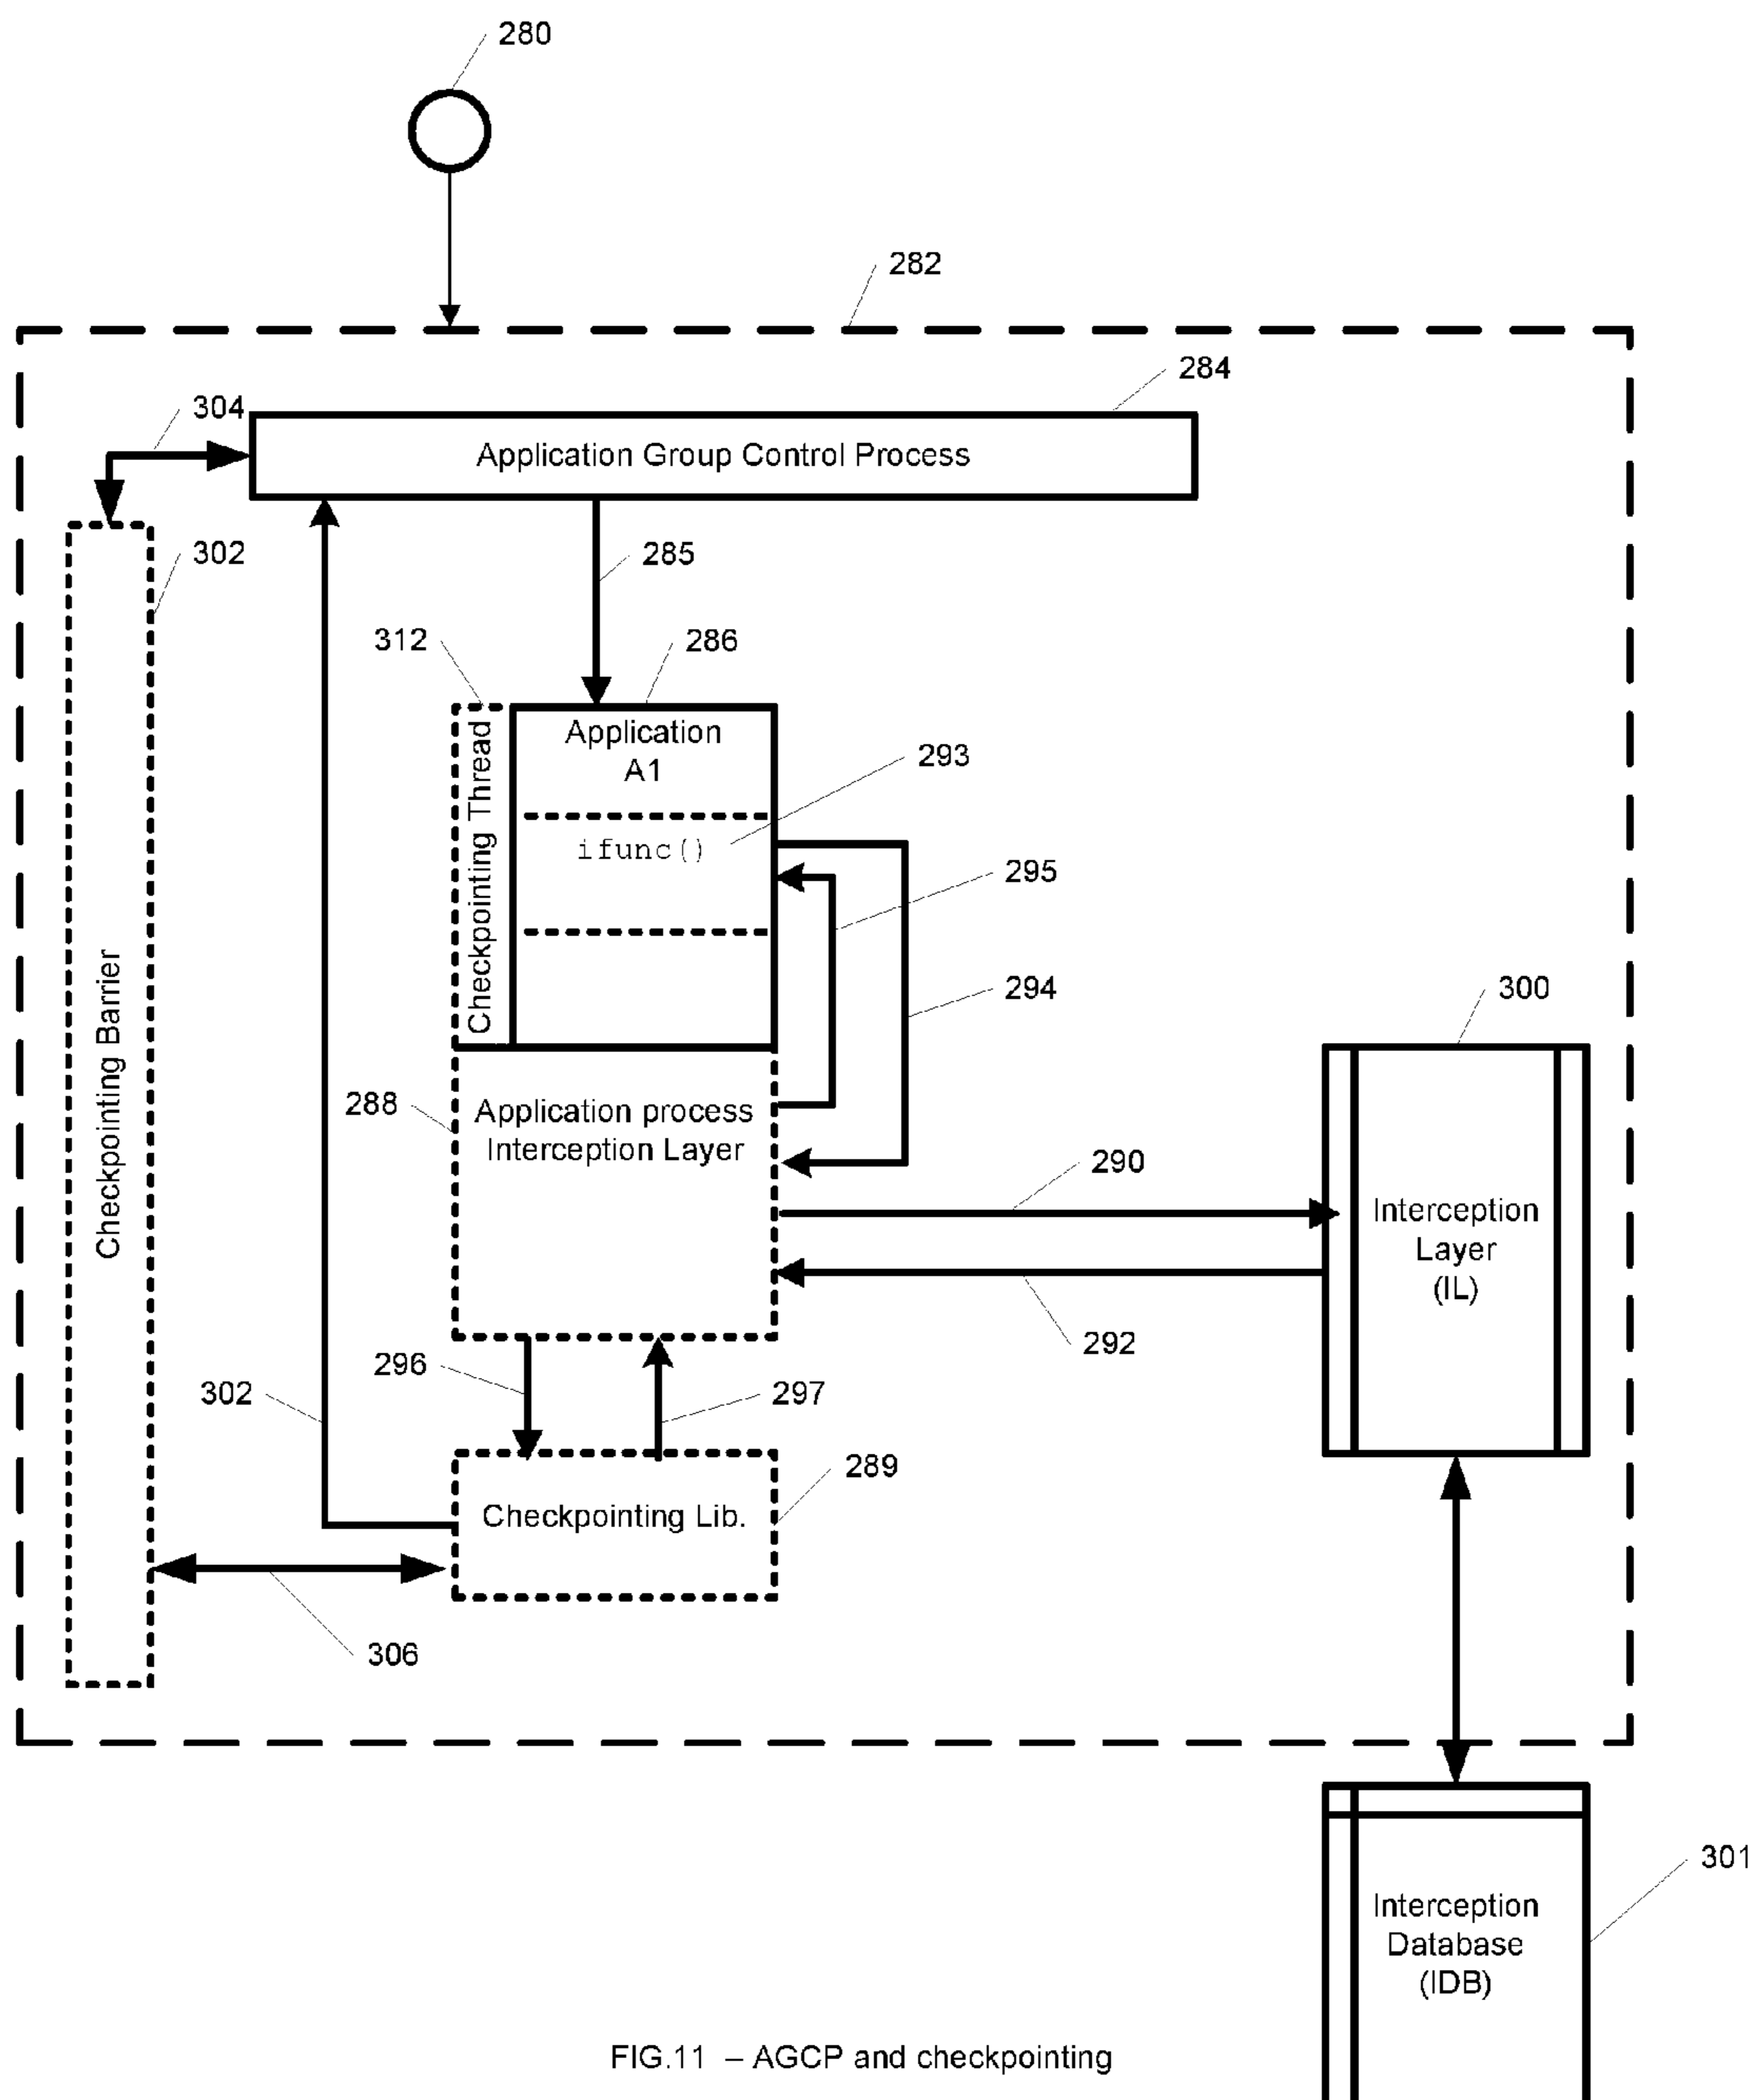 280
282
284
304
Application Group Control Process
302
285
312
286
Application
A1
293
Checkpointing Thread
ifunc()
295
294
300
Checkpointing Barrier
288
Application process
Interception Layer
290
Interception
Layer
(IL)
292
296
302
297
289
Checkpointing Lib.
306
301
Interception
Database
(IDB)
FIG.11 – AGCP and checkpointing